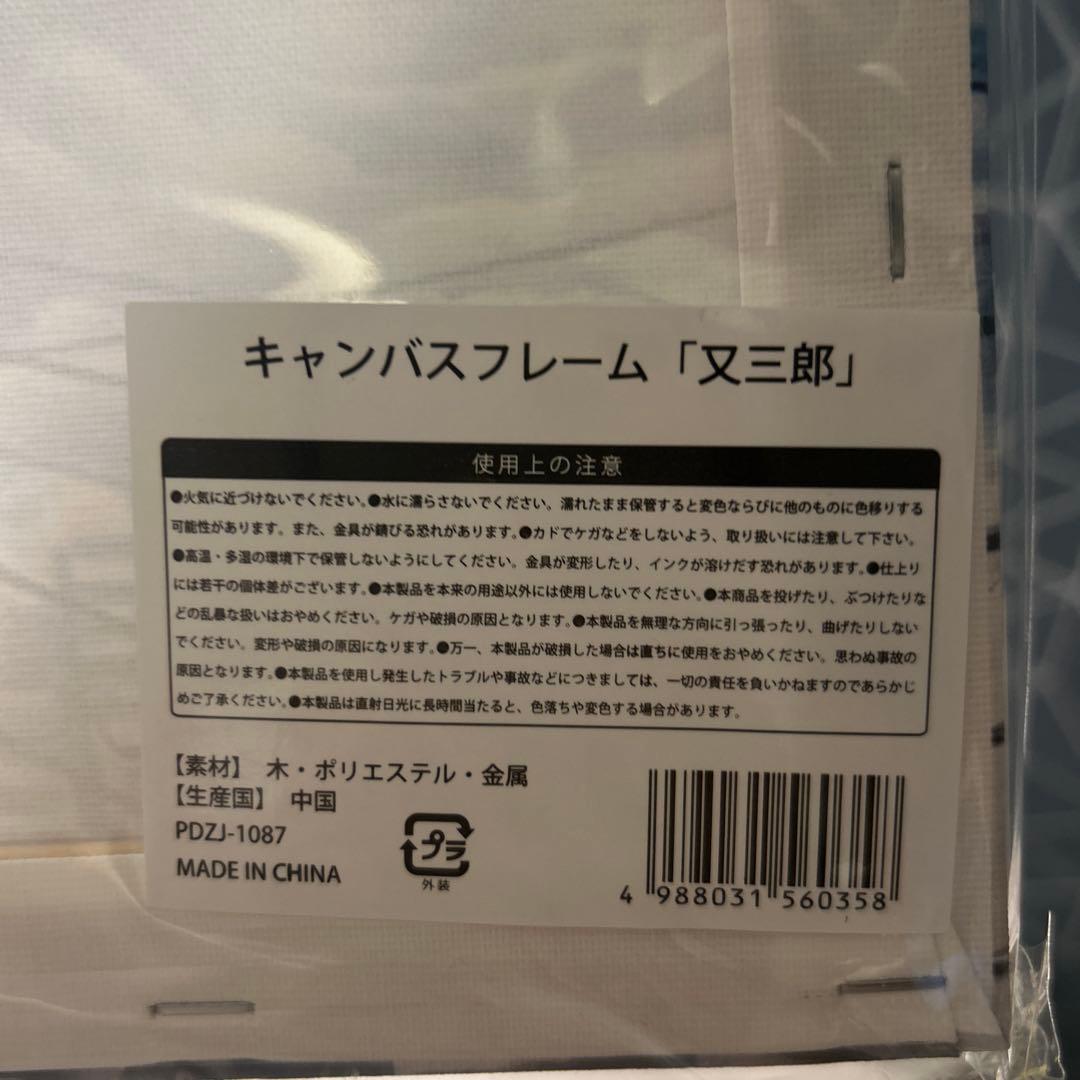 キャンバスフレーム「又三郎」
使用上の注意
●火気に近づけないでください。●水に濡らさないでください。濡れたまま保管すると変色ならびに他のものに色移りする
可能性があります。また、金具が錆びる恐れがあります。●カドでケガなどをしないよう、取り扱いには注意して下さい。
●高温・多湿の環境下で保管しないようにしてください。金具が変形したり、インクが溶けだす恐れがあります。●仕上り
には若干の個体差がございます。●本製品を本来の用途以外には使用しないでください。●本商品を投げたり、ぶつけたりな
どの乱暴な扱いはおやめください。ケガや破損の原因となります。●本製品を無理な方向に引っ張ったり、曲げたりしない
でください。変形や破損の原因になります。●万一、本製品が破損した場合は直ちに使用をおやめください。思わぬ事故の
原因となります。●本製品を使用し発生したトラブルや事故などにつきましては、一切の責任を負いかねますのであらかじ
めご了承ください。●本製品は直射日光に長時間当たると、色落ちや変色する場合があります。
【素材】 木・ポリエステル・金属
【生産国】 中国
PDZJ-1087
MADE IN CHINA
プラ
外装
4 988031 560358